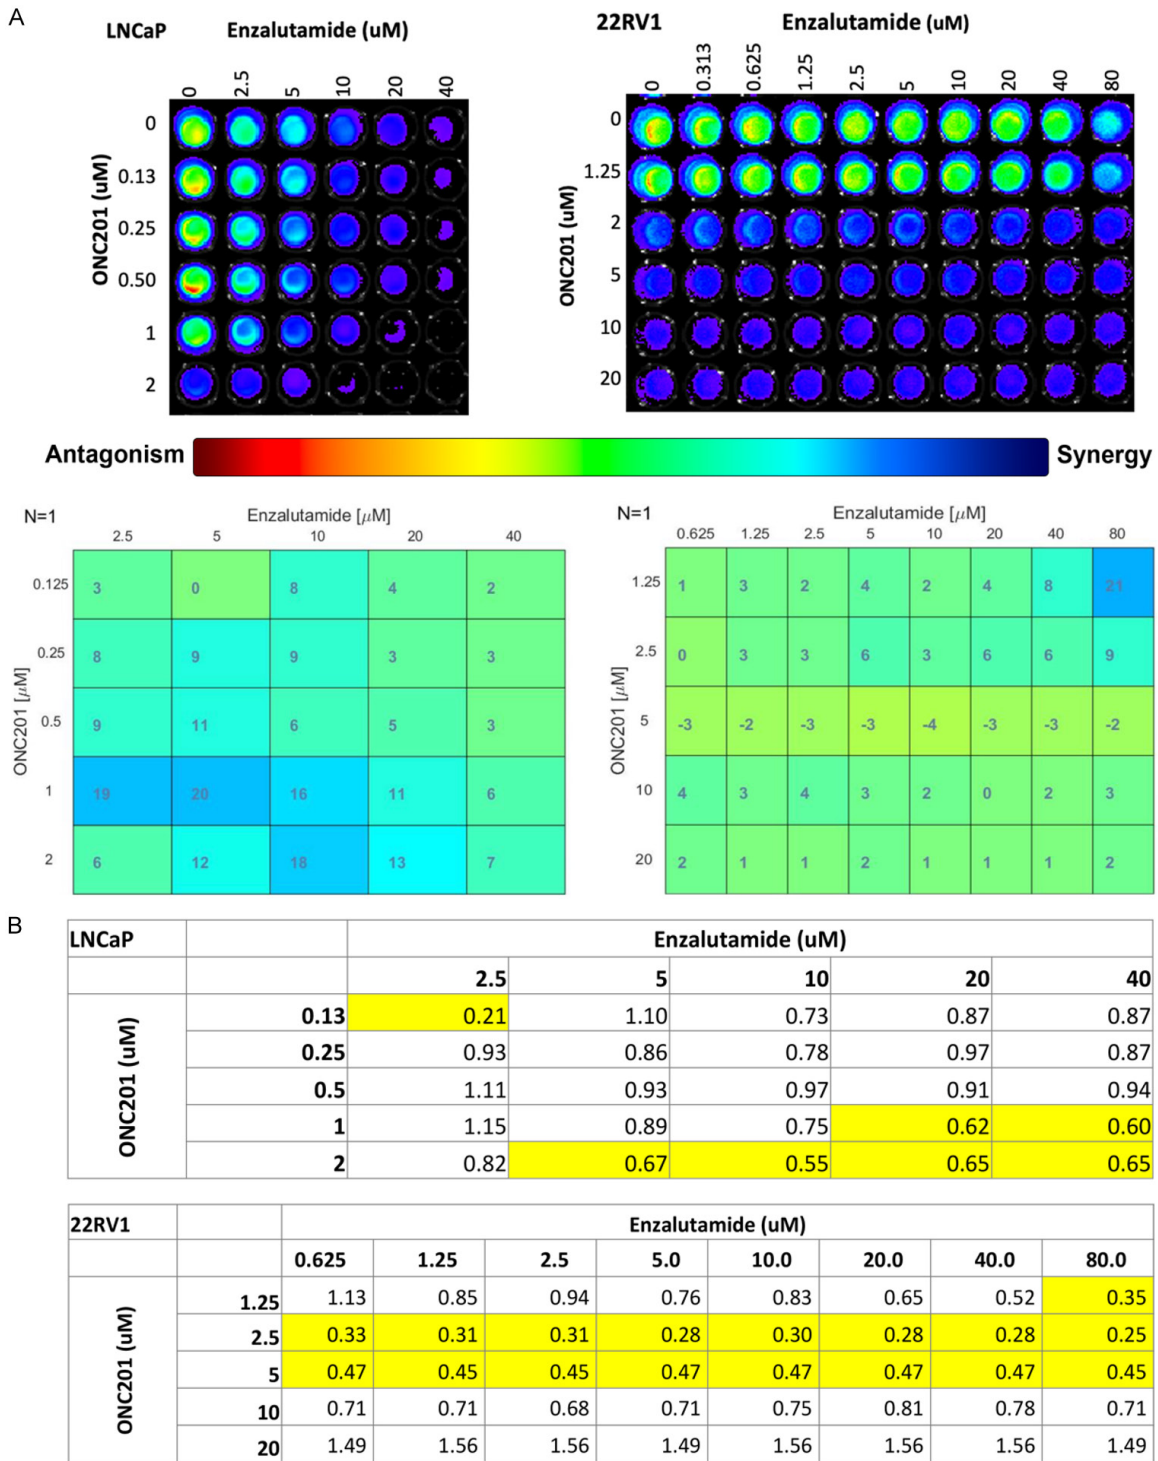 A
LNCaP Enzalutamide (uM)
0 2.5 5 10 20 40
ONC201 (uM)
0
0.13
0.25
0.50
1
2
22RV1 Enzalutamide (uM)
0 0.313 0.625 1.25 2.5 5 10 20 40 80
ONC201 (uM)
0
1.25
2
5
10
20
Antagonism Synergy
N=1 Enzalutamide [μM]
2.5 5 10 20 40
ONC201 [μM]
0.125 3 0 8 4 2
0.25 8 9 9 3 3
0.5 9 11 6 5 3
1 19 20 16 11 6
2 6 12 18 13 7
N=1 Enzalutamide [μM]
0.625 1.25 2.5 5 10 20 40 80
ONC201 [μM]
1.25 1 3 2 4 2 4 8 21
2.5 0 3 3 6 3 6 6 9
5 -3 -2 -3 -3 -4 -3 -3 -2
10 4 3 4 3 2 0 2 3
20 2 1 1 2 1 1 1 2
B
LNCaP Enzalutamide (uM)
2.5 5 10 20 40
ONC201 (uM)
0.13 0.21 1.10 0.73 0.87 0.87
0.25 0.93 0.86 0.78 0.97 0.87
0.5 1.11 0.93 0.97 0.91 0.94
1 1.15 0.89 0.75 0.62 0.60
2 0.82 0.67 0.55 0.65 0.65
22RV1 Enzalutamide (uM)
0.625 1.25 2.5 5.0 10.0 20.0 40.0 80.0
ONC201 (uM)
1.25 1.13 0.85 0.94 0.76 0.83 0.65 0.52 0.35
2.5 0.33 0.31 0.31 0.28 0.30 0.28 0.28 0.25
5 0.47 0.45 0.45 0.47 0.47 0.47 0.47 0.45
10 0.71 0.71 0.68 0.71 0.75 0.81 0.78 0.71
20 1.49 1.56 1.56 1.49 1.56 1.56 1.56 1.49